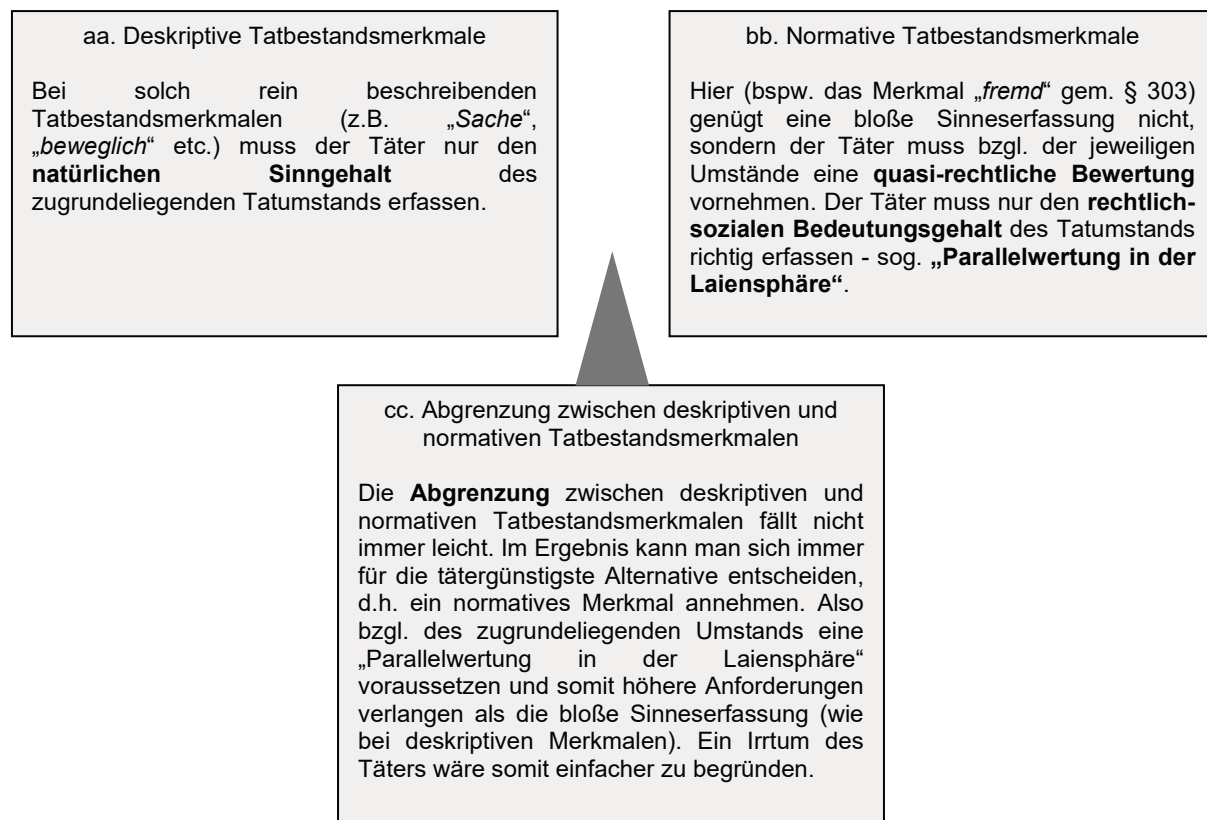 aa. Deskriptive Tatbestandsmerkmale
Bei solch rein beschreibenden
Tatbestandsmerkmalen (z.B. „Sache“,
„beweglich“ etc.) muss der Täter nur den
natürlichen Sinngehalt des
zugrundeliegenden Tatumstands erfassen.
bb. Normative Tatbestandsmerkmale
Hier (bspw. das Merkmal „fremd“ gem. § 303)
genügt eine bloße Sinneserfassung nicht,
sondern der Täter muss bzgl. der jeweiligen
Umstände eine quasi-rechtliche Bewertung
vornehmen. Der Täter muss nur den rechtlich-
sozialen Bedeutungsgehalt des Tatumstands
richtig erfassen - sog. „Parallelwertung in der
Laiensphäre“.
cc. Abgrenzung zwischen deskriptiven und
normativen Tatbestandsmerkmalen
Die Abgrenzung zwischen deskriptiven und
normativen Tatbestandsmerkmalen fällt nicht
immer leicht. Im Ergebnis kann man sich immer
für die tätergünstigste Alternative entscheiden,
d.h. ein normatives Merkmal annehmen. Also
bzgl. des zugrundeliegenden Umstands eine
„Parallelwertung in der Laiensphäre“
voraussetzen und somit höhere Anforderungen
verlangen als die bloße Sinneserfassung (wie
bei deskriptiven Merkmalen). Ein Irrtum des
Täters wäre somit einfacher zu begründen.